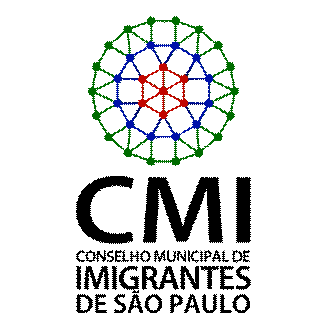 CMI
CONSELHO MUNICIPAL DE
IMIGRANTES
DE SÃO PAULO